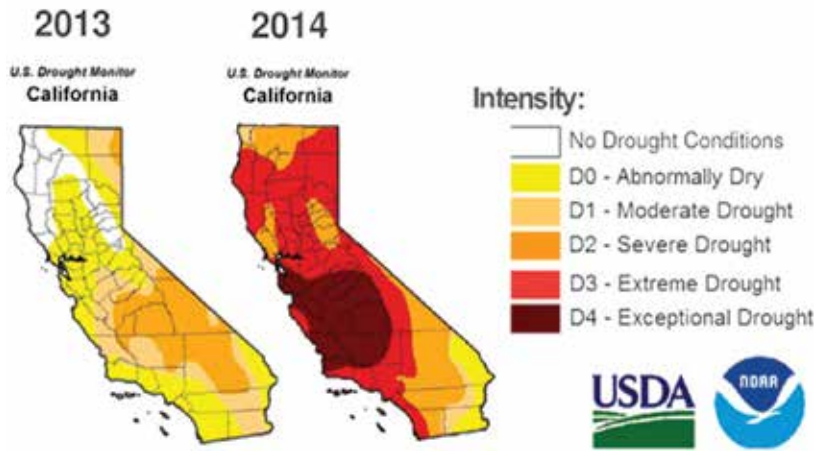 2013
2014
U.S. Drought Monitor
California
U.S. Drought Monitor
California
Intensity:
No Drought Conditions
D0 - Abnormally Dry
D1 - Moderate Drought
D2 - Severe Drought
D3 - Extreme Drought
D4 - Exceptional Drought
USDA
NOAA